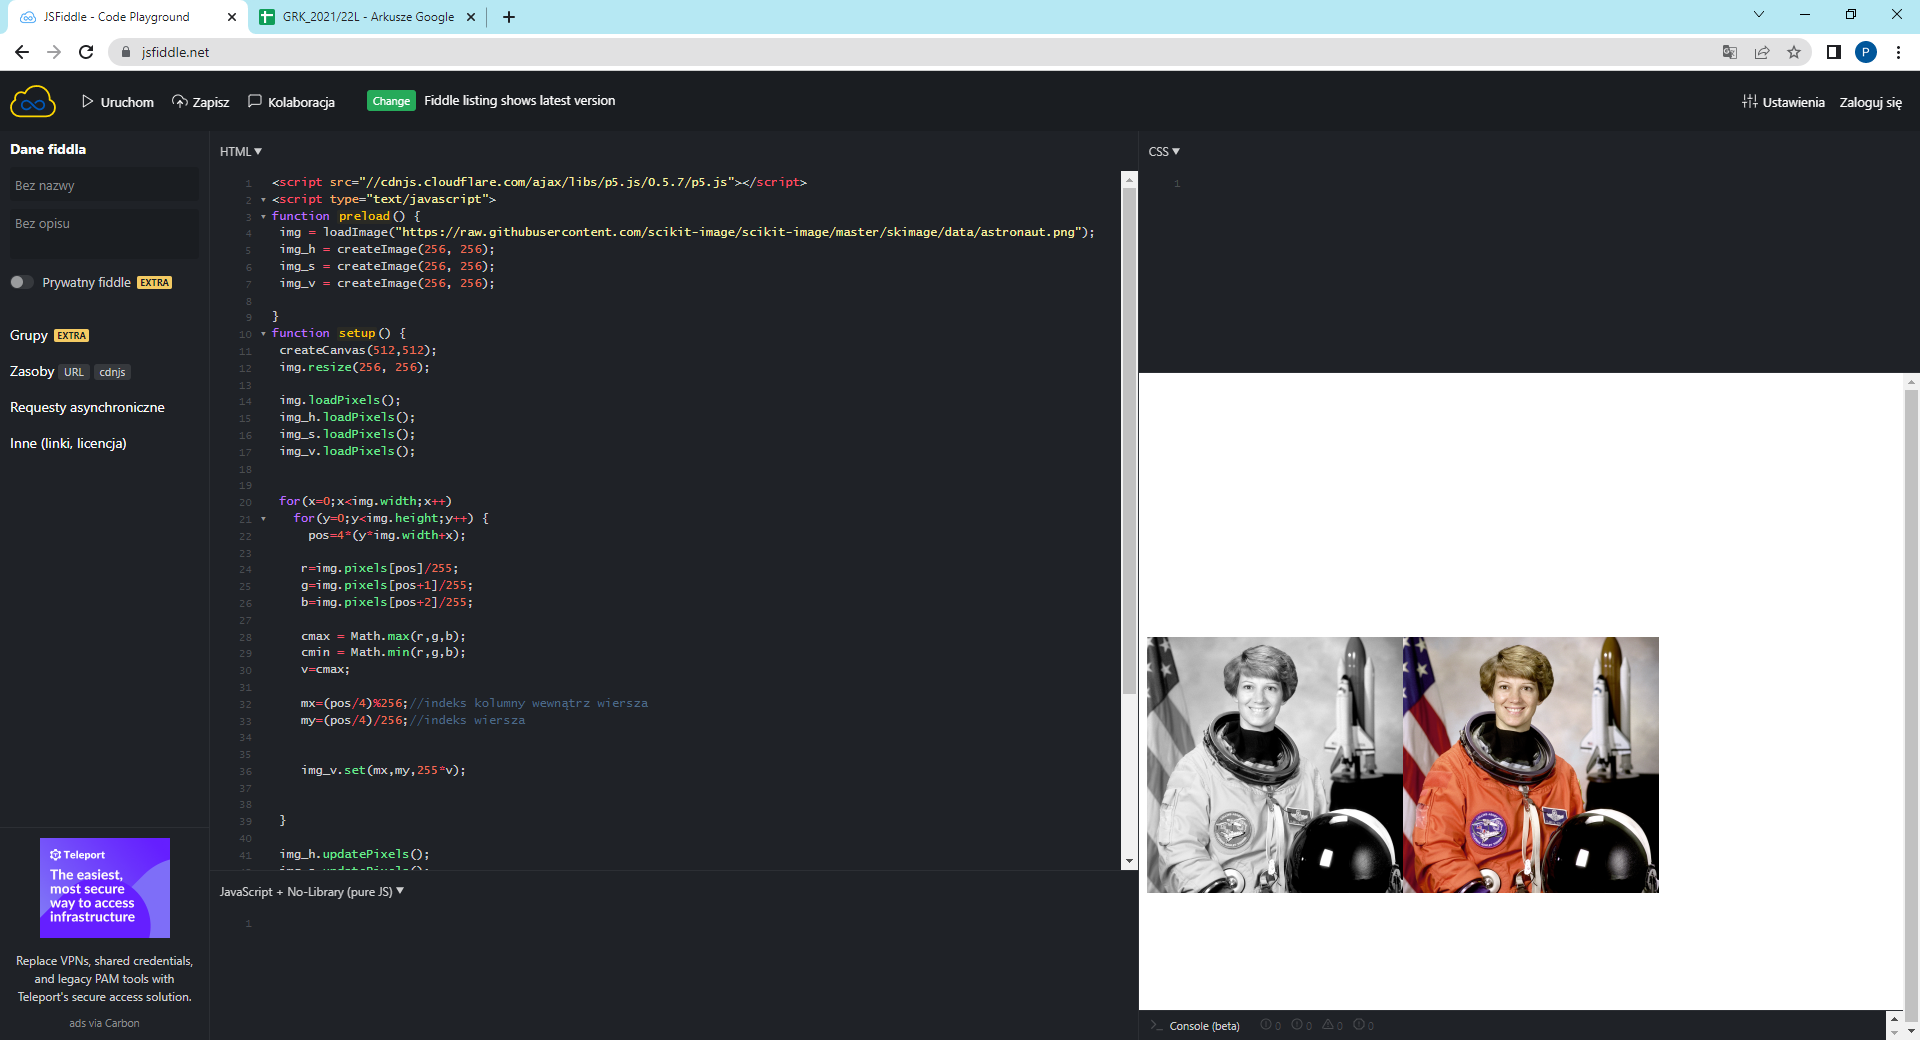 JSFiddle - Code Playground
GRK_2021/22L - Arkusze Google
jsfiddle.net
P
Uruchom
Zapisz
Kolaboracja
Change
Fiddle listing shows latest version
Ustawienia
Zaloguj się
Dane fiddla
Bez nazwy
Bez opisu
Prywatny fiddle EXTRA
Grupy EXTRA
Zasoby URL cdnjs
Requesty asynchroniczne
Inne (linki, licencja)
Teleport
The easiest,
most secure
way to access
infrastructure
Replace VPNs, shared credentials,
and legacy PAM tools with
Teleport's secure access solution.
ads via Carbon
HTML
1 <script src="//cdnjs.cloudflare.com/ajax/libs/p5.js/0.5.7/p5.js"></script>
2 <script type="text/javascript">
3 function preload() {
4 img = loadImage("https://raw.githubusercontent.com/scikit-image/scikit-image/master/skimage/data/astronaut.png");
5 img_h = createImage(256, 256);
6 img_s = createImage(256, 256);
7 img_v = createImage(256, 256);
8
9 }
10 function setup() {
11 createCanvas(512,512);
12 img.resize(256, 256);
13
14 img.loadPixels();
15 img_h.loadPixels();
16 img_s.loadPixels();
17 img_v.loadPixels();
18
19
20 for(x=0;x<img.width;x++)
21 for(y=0;y<img.height;y++) {
22 pos=4*(y*img.width+x);
23
24 r=img.pixels[pos]/255;
25 g=img.pixels[pos+1]/255;
26 b=img.pixels[pos+2]/255;
27
28 cmax = Math.max(r,g,b);
29 cmin = Math.min(r,g,b);
30 v=cmax;
31
32 mx=(pos/4)%256;//indeks kolumny wewnątrz wiersza
33 my=(pos/4)/256;//indeks wiersza
34
35
36 img_v.set(mx,my,255*v);
37
38
39 }
40
41 img_h.updatePixels();
JavaScript + No-Library (pure JS)
1
CSS
1
Console (beta)
0
0
0
0